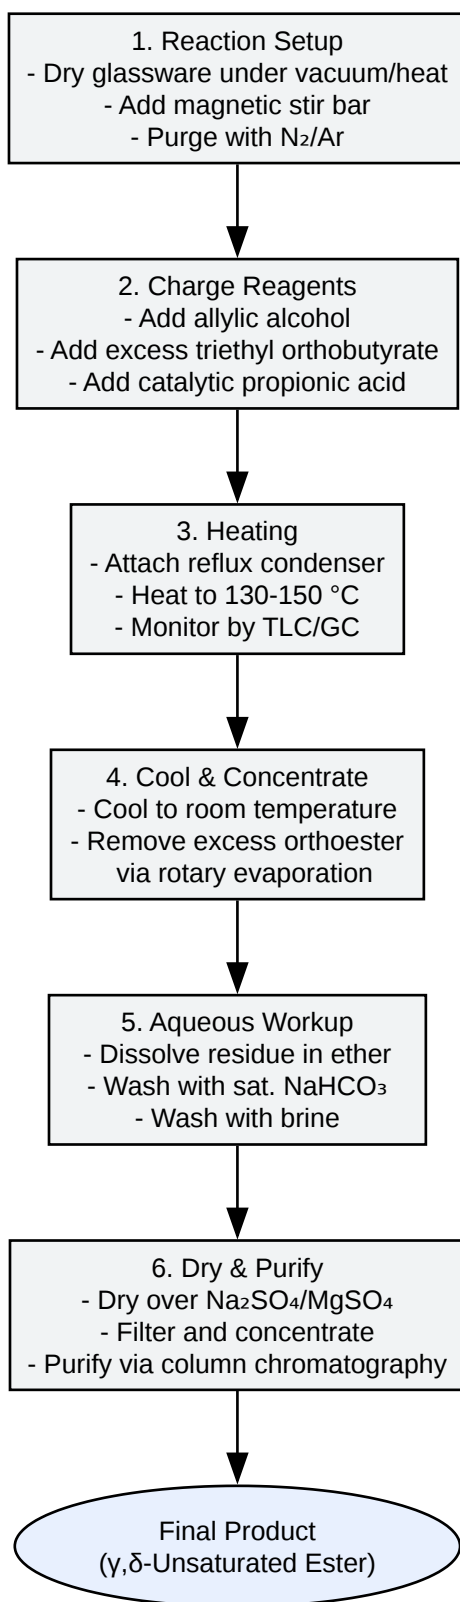 1. Reaction Setup
- Dry glassware under vacuum/heat
- Add magnetic stir bar
- Purge with N₂/Ar
2. Charge Reagents
- Add allylic alcohol
- Add excess triethyl orthobutyrate
- Add catalytic propionic acid
3. Heating
- Attach reflux condenser
- Heat to 130-150 °C
- Monitor by TLC/GC
4. Cool & Concentrate
- Cool to room temperature
- Remove excess orthoester
via rotary evaporation
5. Aqueous Workup
- Dissolve residue in ether
- Wash with sat. NaHCO₃
- Wash with brine
6. Dry & Purify
- Dry over Na₂SO₄/MgSO₄
- Filter and concentrate
- Purify via column chromatography
Final Product
(γ,δ-Unsaturated Ester)